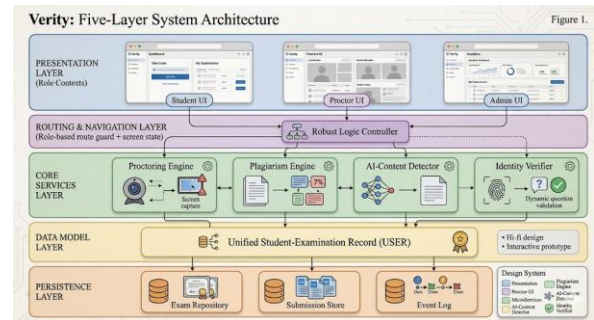 Verity: Five-Layer System Architecture
Figure 1.
PRESENTATION
LAYER
(Role Contexts)
Student UI
Proctor UI
Admin UI
ROUTING & NAVIGATION LAYER
(Role-based route guard + screen state)
Robust Logic Controller
CORE
SERVICES
LAYER
Proctoring Engine
Screen
capture
Plagiarism Engine
7%
AI-Content Detector
Identity Verifier
?
Dynamic question
validation
DATA MODEL
LAYER
Unified Student-Examination Record (USER)
• Hi-fi design
• Interactive prototype
PERSISTENCE
LAYER
Exam Repository
Submission Store
Event Log
Design System
Presentation
Proctor UI
MicroServices
AI-Content
Detector
Plagiarism
Engine
AI-Content
Identity
Verified